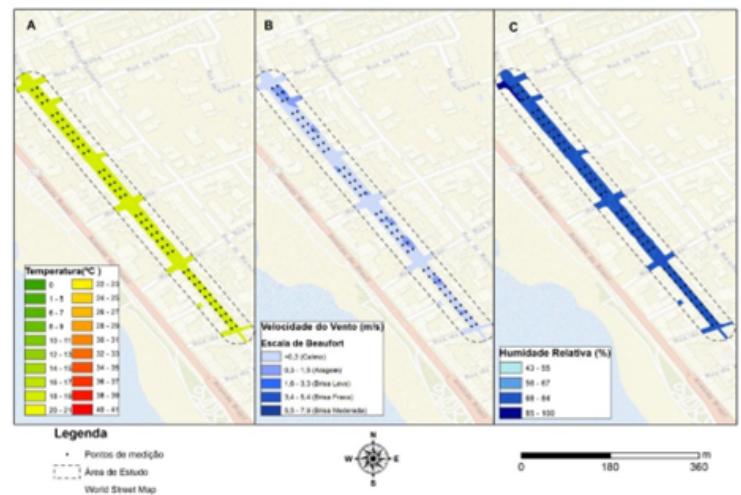 A
B
C
Temperatura(ºC )
0
22 - 23
1 - 5
24 - 25
6 - 7
26 - 27
8 - 9
28 - 29
10 - 11
30 - 31
12 - 13
32 - 33
14 - 15
34 - 35
16 - 17
36 - 37
18 - 19
38 - 39
20 - 21
40 - 41
Velocidade do Vento (m/s)
Escala de Beaufort
<0,3 (Calmo)
0,3 - 1,5 (Aragem)
1,6 - 3,3 (Brisa Leve)
3,4 - 5,4 (Brisa Fraca)
5,5 - 7,9 (Brisa Moderada)
Humidade Relativa (%)
43 - 55
56 - 67
68 - 84
85 - 100
Legenda
Pontos de medição
Área de Estudo
World Street Map
N
W
E
S
0
180
360
m